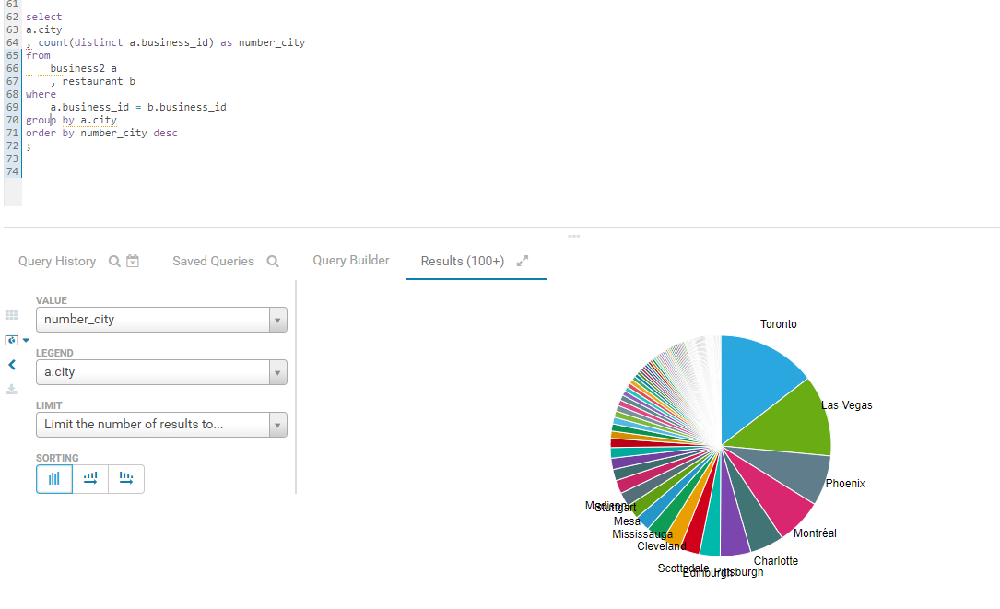 61
62 select
63 a.city
64 , count(distinct a.business_id) as number_city
65 from
66 business2 a
67 , restaurant b
68 where
69 a.business_id = b.business_id
70 group by a.city
71 order by number_city desc
72 ;
73
74
Query History
Saved Queries
Query Builder
Results (100+)
VALUE
number_city
LEGEND
a.city
LIMIT
Limit the number of results to...
SORTING
Toronto
Las Vegas
Phoenix
Montréal
Charlotte
Pittsburgh
Edinburgh
Scottsdale
Cleveland
Mississauga
Mesa
Stuttgart
Madison